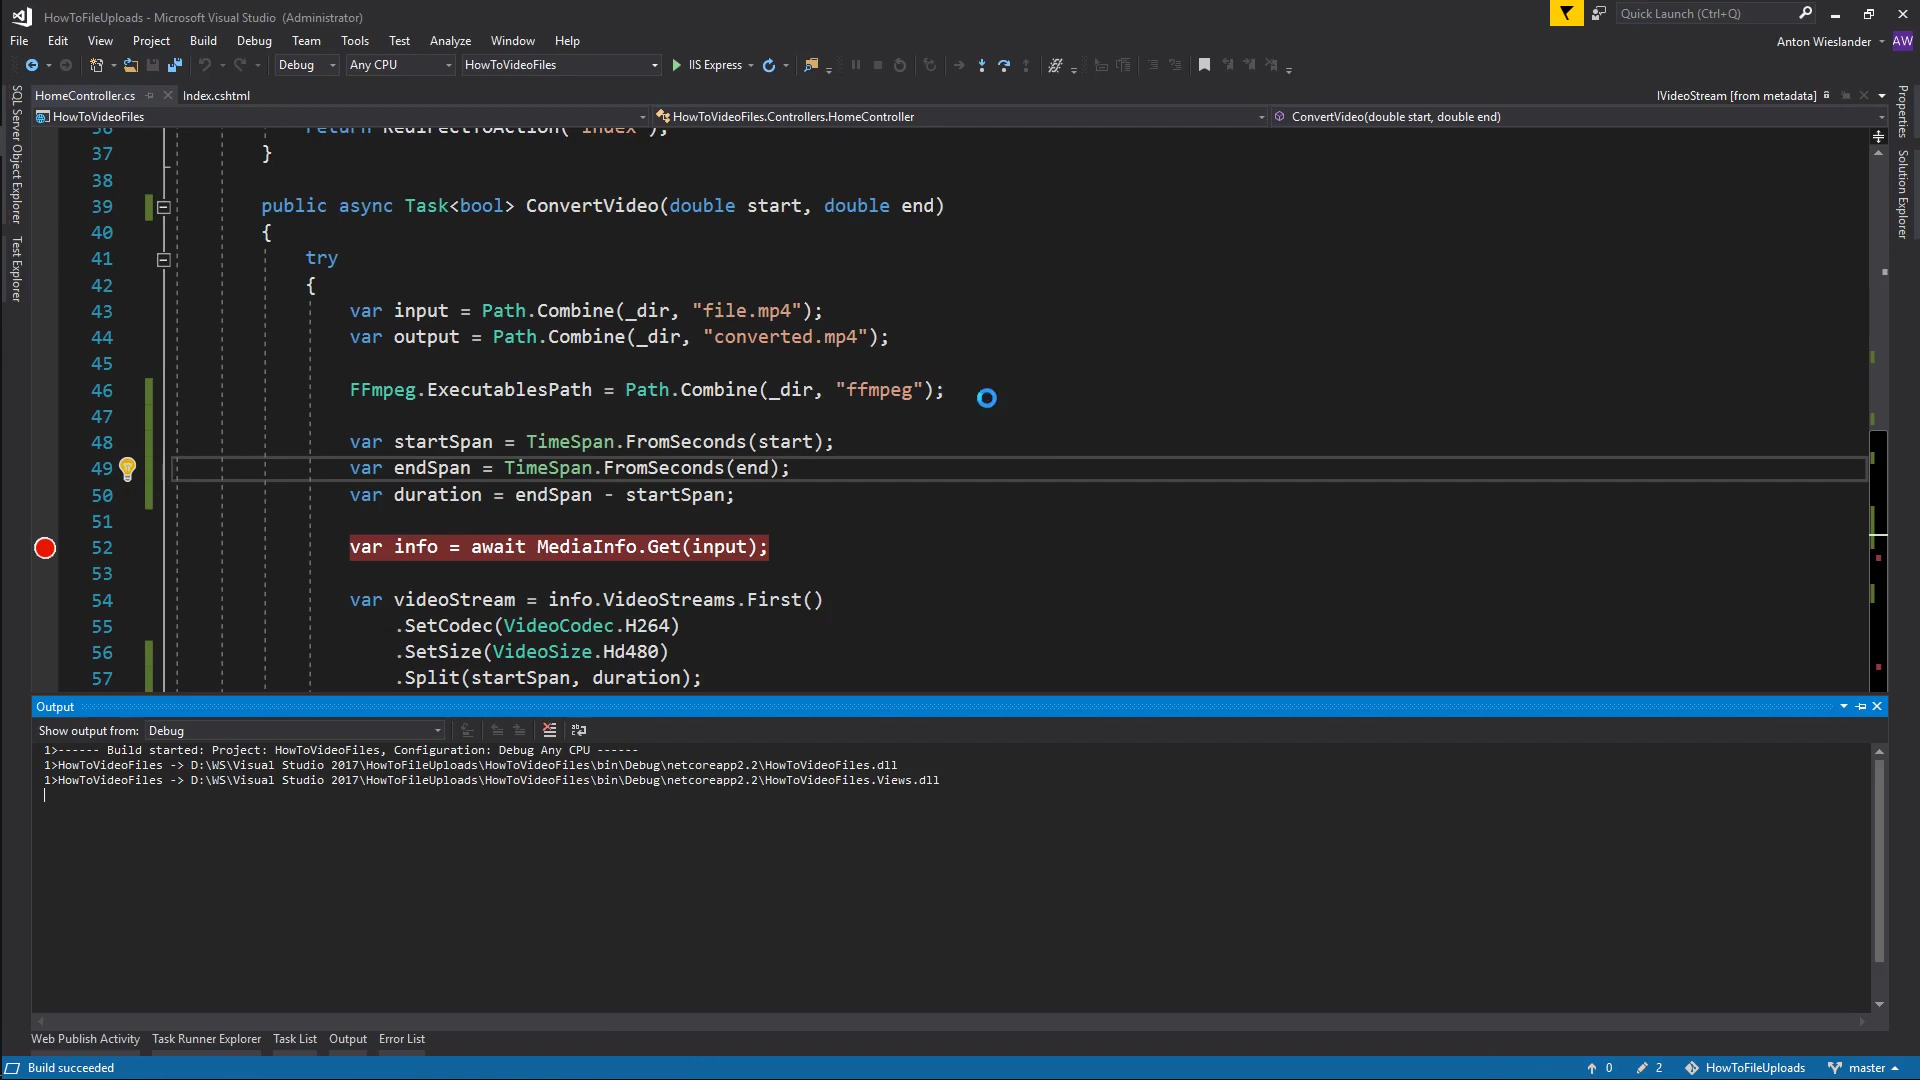 HowToFileUploads - Microsoft Visual Studio (Administrator)
Quick Launch (Ctrl+Q)
File Edit View Project Build Debug Team Tools Test Analyze Window Help
Anton Wieslander AW
Debug Any CPU HowToVideoFiles IIS Express
HomeController.cs Index.cshtml IVideoStream [from metadata]
HowToVideoFiles HowToVideoFiles.Controllers.HomeController ConvertVideo(double start, double end)
SQL Server Object Explorer
Test Explorer
Properties
Solution Explorer
36 return RedirectToAction("Index");
37 }
38
39 public async Task<bool> ConvertVideo(double start, double end)
40 {
41 try
42 {
43 var input = Path.Combine(_dir, "file.mp4");
44 var output = Path.Combine(_dir, "converted.mp4");
45
46 FFmpeg.ExecutablesPath = Path.Combine(_dir, "ffmpeg");
47
48 var startSpan = TimeSpan.FromSeconds(start);
49 var endSpan = TimeSpan.FromSeconds(end);
50 var duration = endSpan - startSpan;
51
52 var info = await MediaInfo.Get(input);
53
54 var videoStream = info.VideoStreams.First()
55 .SetCodec(VideoCodec.H264)
56 .SetSize(VideoSize.Hd480)
57 .Split(startSpan, duration);
Output
Show output from: Debug
1>------ Build started: Project: HowToVideoFiles, Configuration: Debug Any CPU ------
1>HowToVideoFiles -> D:\WS\Visual Studio 2017\HowToFileUploads\HowToVideoFiles\bin\Debug\netcoreapp2.2\HowToVideoFiles.dll
1>HowToVideoFiles -> D:\WS\Visual Studio 2017\HowToFileUploads\HowToVideoFiles\bin\Debug\netcoreapp2.2\HowToVideoFiles.Views.dll
Web Publish Activity Task Runner Explorer Task List Output Error List
Build succeeded 0 2 HowToFileUploads master